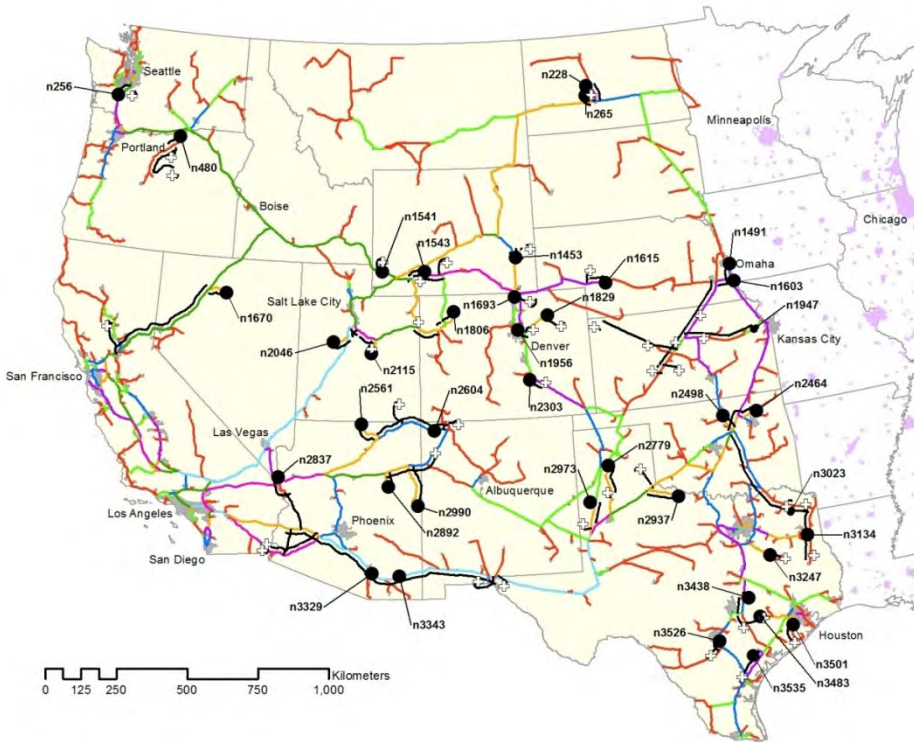 n228
Seattle
n256
n265
Minneapolis
Portland
n480
Chicago
Boise
n1541
n1543
n1453
n1615
n1491
Omaha
n1603
Salt Lake City
n1693
n1829
n1947
n1670
n1806
Denver
Kansas City
n2046
n1956
San Francisco
n2115
n2303
n2464
n2561
n2604
n2498
Las Vegas
n2779
n2837
n2973
n3023
Albuquerque
n2990
Los Angeles
Phoenix
n2892
n2937
n3134
San Diego
n3247
n3438
n3329
n3343
n3526
Houston
n3501
Kilometers
n3483
0 125 250 500 750 1,000
n3535